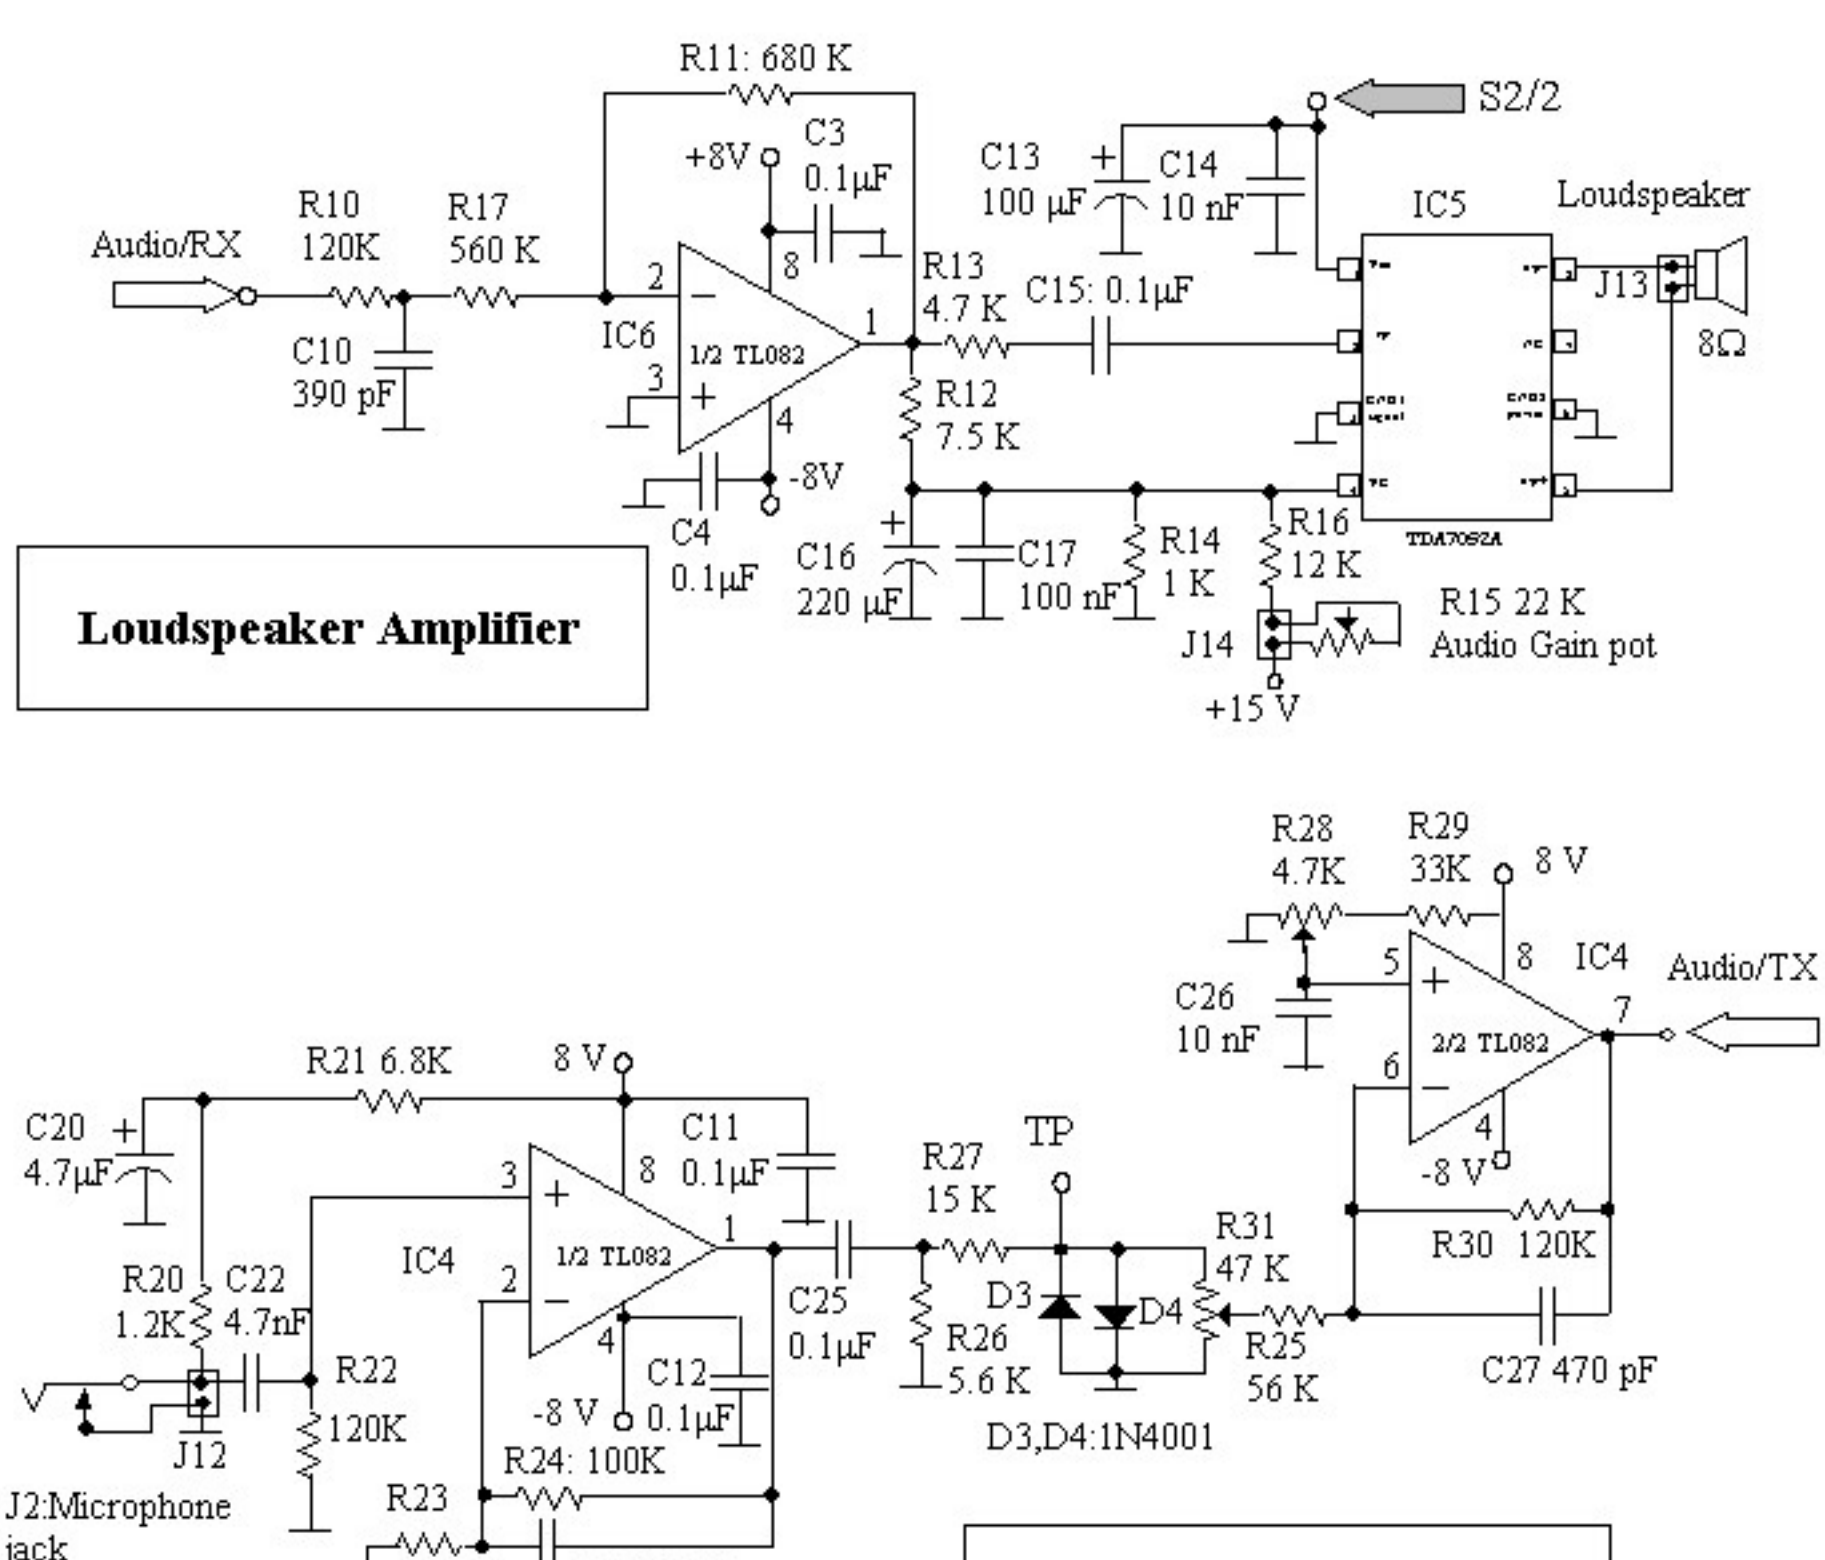 R11: 680 K
C3
0.1µF
+8V
R10
120K
R17
560 K
Audio/RX
C10
390 pF
IC6
2
8
1
3
4
1/2 TL082
−
+
-8V
C4
0.1µF
R13
4.7 K
C15: 0.1µF
R12
7.5 K
C13
100 µF
+
C14
10 nF
S2/2
IC5
Loudspeaker
J13
8Ω
TDA7052A
+
C16
220 µF
C17
100 nF
R14
1 K
R16
12 K
J14
+15 V
R15 22 K
Audio Gain pot
Loudspeaker Amplifier
R28
4.7K
R29
33K
8 V
5
+
8
IC4
Audio/TX
7
C26
10 nF
2/2 TL082
6
−
4
-8 V
R30 120K
C27 470 pF
R21 6.8K
8 V
C20
4.7µF
+
C11
0.1µF
3
+
8
1
IC4
1/2 TL082
2
−
4
R20
1.2K
C22
4.7nF
R22
120K
J12
-8 V
C12
0.1µF
R24: 100K
R23
J2:Microphone
jack
C25
0.1µF
R27
15 K
R26
5.6 K
TP
D3
D4
R31
47 K
R25
56 K
D3,D4:1N4001